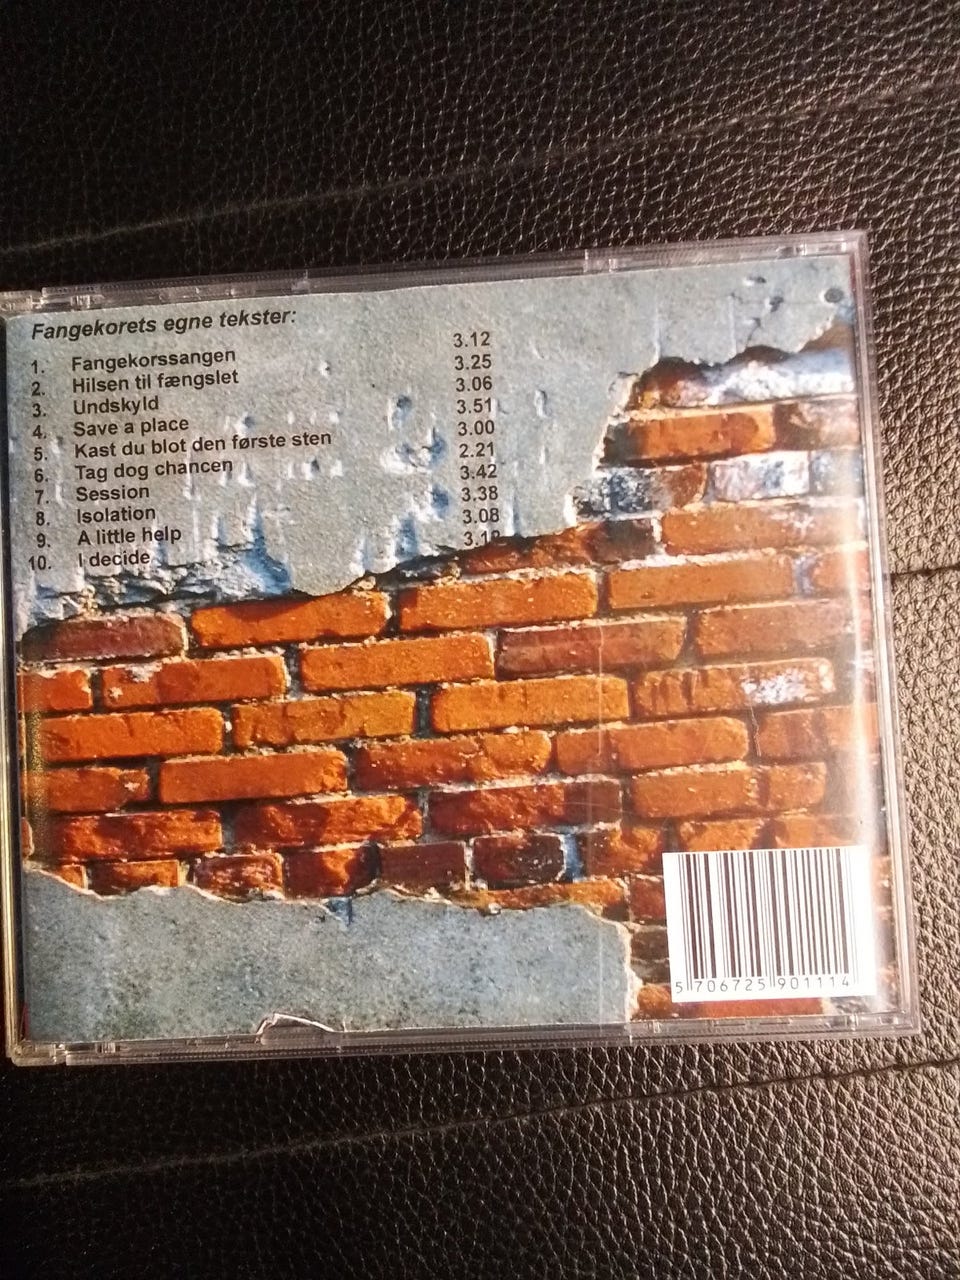 Fangekorets egne tekster:
1. Fangekorssangen 3.12
2. Hilsen til fængslet 3.25
3. Undskyld 3.06
4. Save a place 3.51
5. Kast du blot den første sten 3.00
6. Tag dog chancen 2.21
7. Session 3.42
8. Isolation 3.38
9. A little help 3.08
10. I decide
5 706725 901114